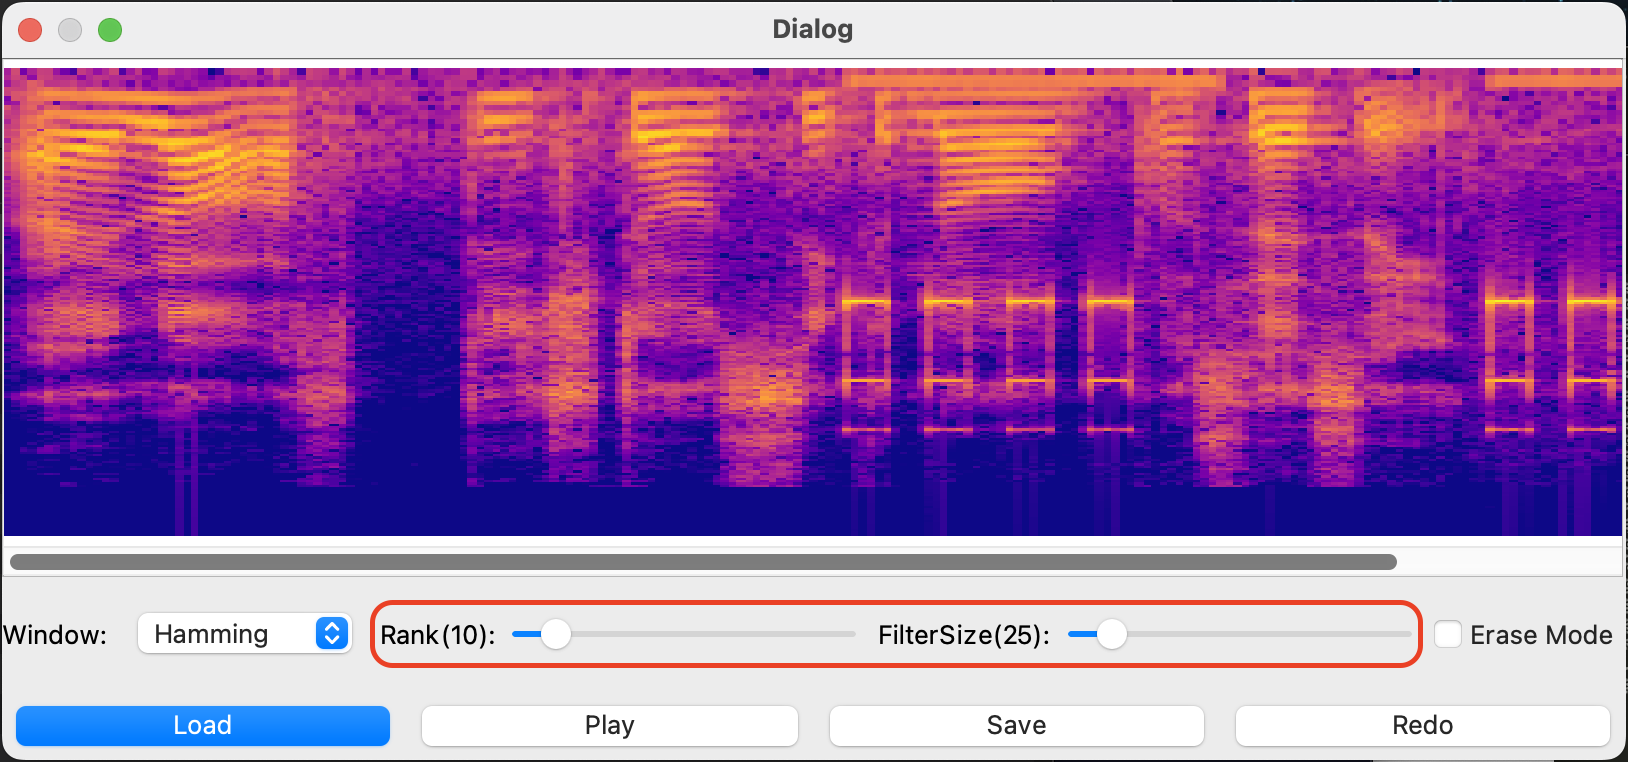 Dialog
Window: Hamming Rank(10): FilterSize(25): Erase Mode
Load Play Save Redo